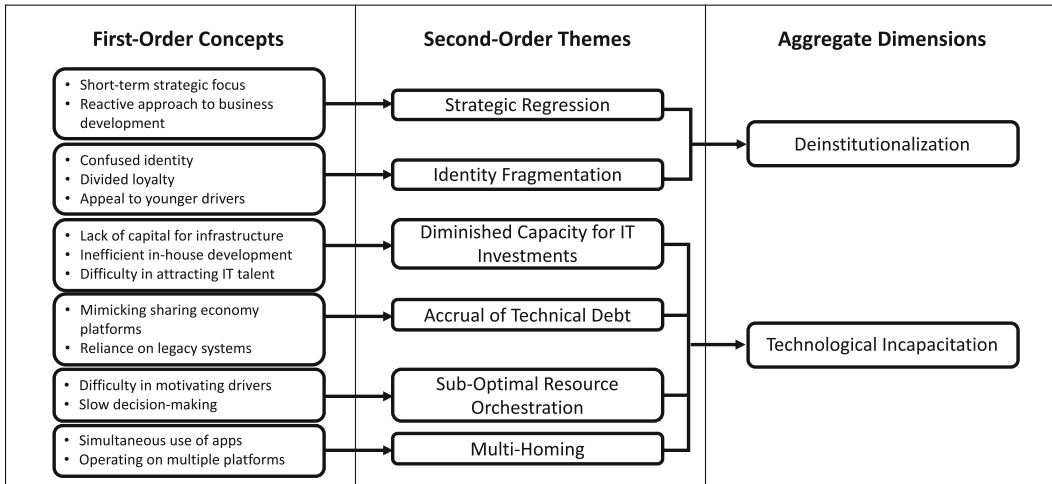 First-Order Concepts
Second-Order Themes
Aggregate Dimensions
• Short-term strategic focus
• Reactive approach to business
development
Strategic Regression
• Confused identity
• Divided loyalty
• Appeal to younger drivers
Identity Fragmentation
Deinstitutionalization
• Lack of capital for infrastructure
• Inefficient in-house development
• Difficulty in attracting IT talent
Diminished Capacity for IT
Investments
• Mimicking sharing economy
platforms
• Reliance on legacy systems
Accrual of Technical Debt
• Difficulty in motivating drivers
• Slow decision-making
Sub-Optimal Resource
Orchestration
• Simultaneous use of apps
• Operating on multiple platforms
Multi-Homing
Technological Incapacitation